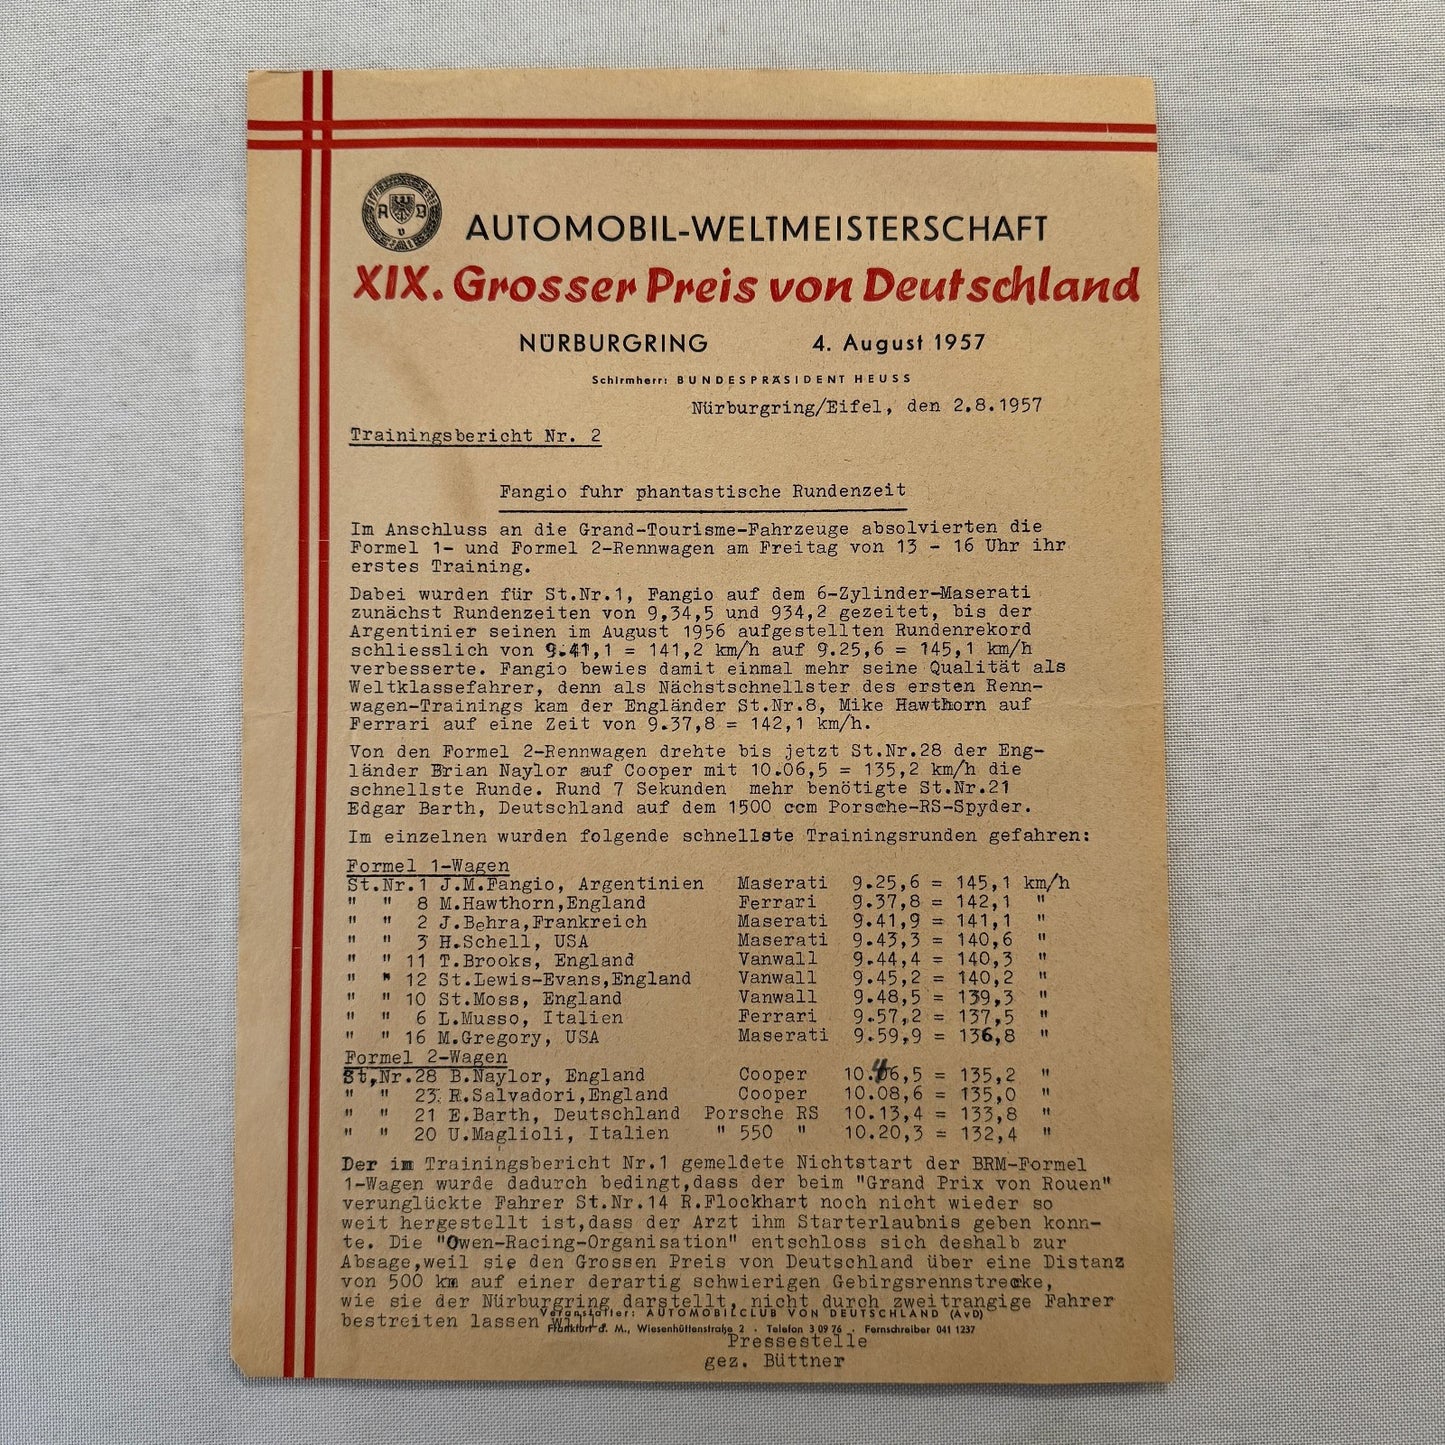 A D
v
AUTOMOBIL-WELTMEISTERSCHAFT
XIX. Grosser Preis von Deutschland
NÜRBURGRING 4. August 1957
Schirmherr: BUNDESPRÄSIDENT HEUSS
Nürburgring/Eifel, den 2.8.1957
Trainingsbericht Nr. 2
Fangio fuhr phantastische Rundenzeit
Im Anschluss an die Grand-Tourisme-Fahrzeuge absolvierten die
Formel 1- und Formel 2-Rennwagen am Freitag von 13 - 16 Uhr ihr
erstes Training.
Dabei wurden für St.Nr.1, Fangio auf dem 6-Zylinder-Maserati
zunächst Rundenzeiten von 9,34,5 und 934,2 gezeitet, bis der
Argentinier seinen im August 1956 aufgestellten Rundenrekord
schliesslich von 9.41,1 = 141,2 km/h auf 9.25,6 = 145,1 km/h
verbesserte. Fangio bewies damit einmal mehr seine Qualität als
Weltklassefahrer, denn als Nächstschnellster des ersten Renn-
wagen-Trainings kam der Engländer St.Nr.8, Mike Hawthorn auf
Ferrari auf eine Zeit von 9.37,8 = 142,1 km/h.
Von den Formel 2-Rennwagen drehte bis jetzt St.Nr.28 der Eng-
länder Brian Naylor auf Cooper mit 10.06,5 = 135,2 km/h die
schnellste Runde. Rund 7 Sekunden mehr benötigte St.Nr.21
Edgar Barth, Deutschland auf dem 1500 ccm Porsche-RS-Spyder.
Im einzelnen wurden folgende schnellste Trainingsrunden gefahren:
Formel 1-Wagen
St.Nr.1 J.M.Fangio, Argentinien Maserati 9.25,6 = 145,1 km/h
" " 8 M.Hawthorn,England Ferrari 9.37,8 = 142,1 "
" " 2 J.Behra,Frankreich Maserati 9.41,9 = 141,1 "
" " 3 H.Schell, USA Maserati 9.43,3 = 140,6 "
" " 11 T.Brooks, England Vanwall 9.44,4 = 140,3 "
" " 12 St.Lewis-Evans,England Vanwall 9.45,2 = 140,2 "
" " 10 St.Moss, England Vanwall 9.48,5 = 139,3 "
" " 6 L.Musso, Italien Ferrari 9.57,2 = 137,5 "
" " 16 M.Gregory, USA Maserati 9.59,9 = 136,8 "
Formel 2-Wagen
St,Nr.28 B.Naylor, England Cooper 10.06,5 = 135,2 "
" " 23 R.Salvadori,England Cooper 10.08,6 = 135,0 "
" " 21 E.Barth, Deutschland Porsche RS 10.13,4 = 133,8 "
" " 20 U.Maglioli, Italien " 550 " 10.20,3 = 132,4 "
Der im Trainingsbericht Nr.1 gemeldete Nichtstart der BRM-Formel
1-Wagen wurde dadurch bedingt,dass der beim "Grand Prix von Rouen"
verunglückte Fahrer St.Nr.14 R.Flockhart noch nicht wieder so
weit hergestellt ist,dass der Arzt ihm Starterlaubnis geben konn-
te. Die "Owen-Racing-Organisation" entschloss sich deshalb zur
Absage,weil sie den Grossen Preis von Deutschland über eine Distanz
von 500 km auf einer derartig schwierigen Gebirgsrennstrecke,
wie sie der Nürburgring darstellt, nicht durch zweitrangige Fahrer
Veranstalter: AUTOMOBILCLUB VON DEUTSCHLAND (AvD)
bestreiten lassen will.
Frankfurt a. M., Wiesenhüttenstraße 2 · Telefon 3 09 76 · Fernschreiber 041 1237
Pressestelle
gez. Büttner